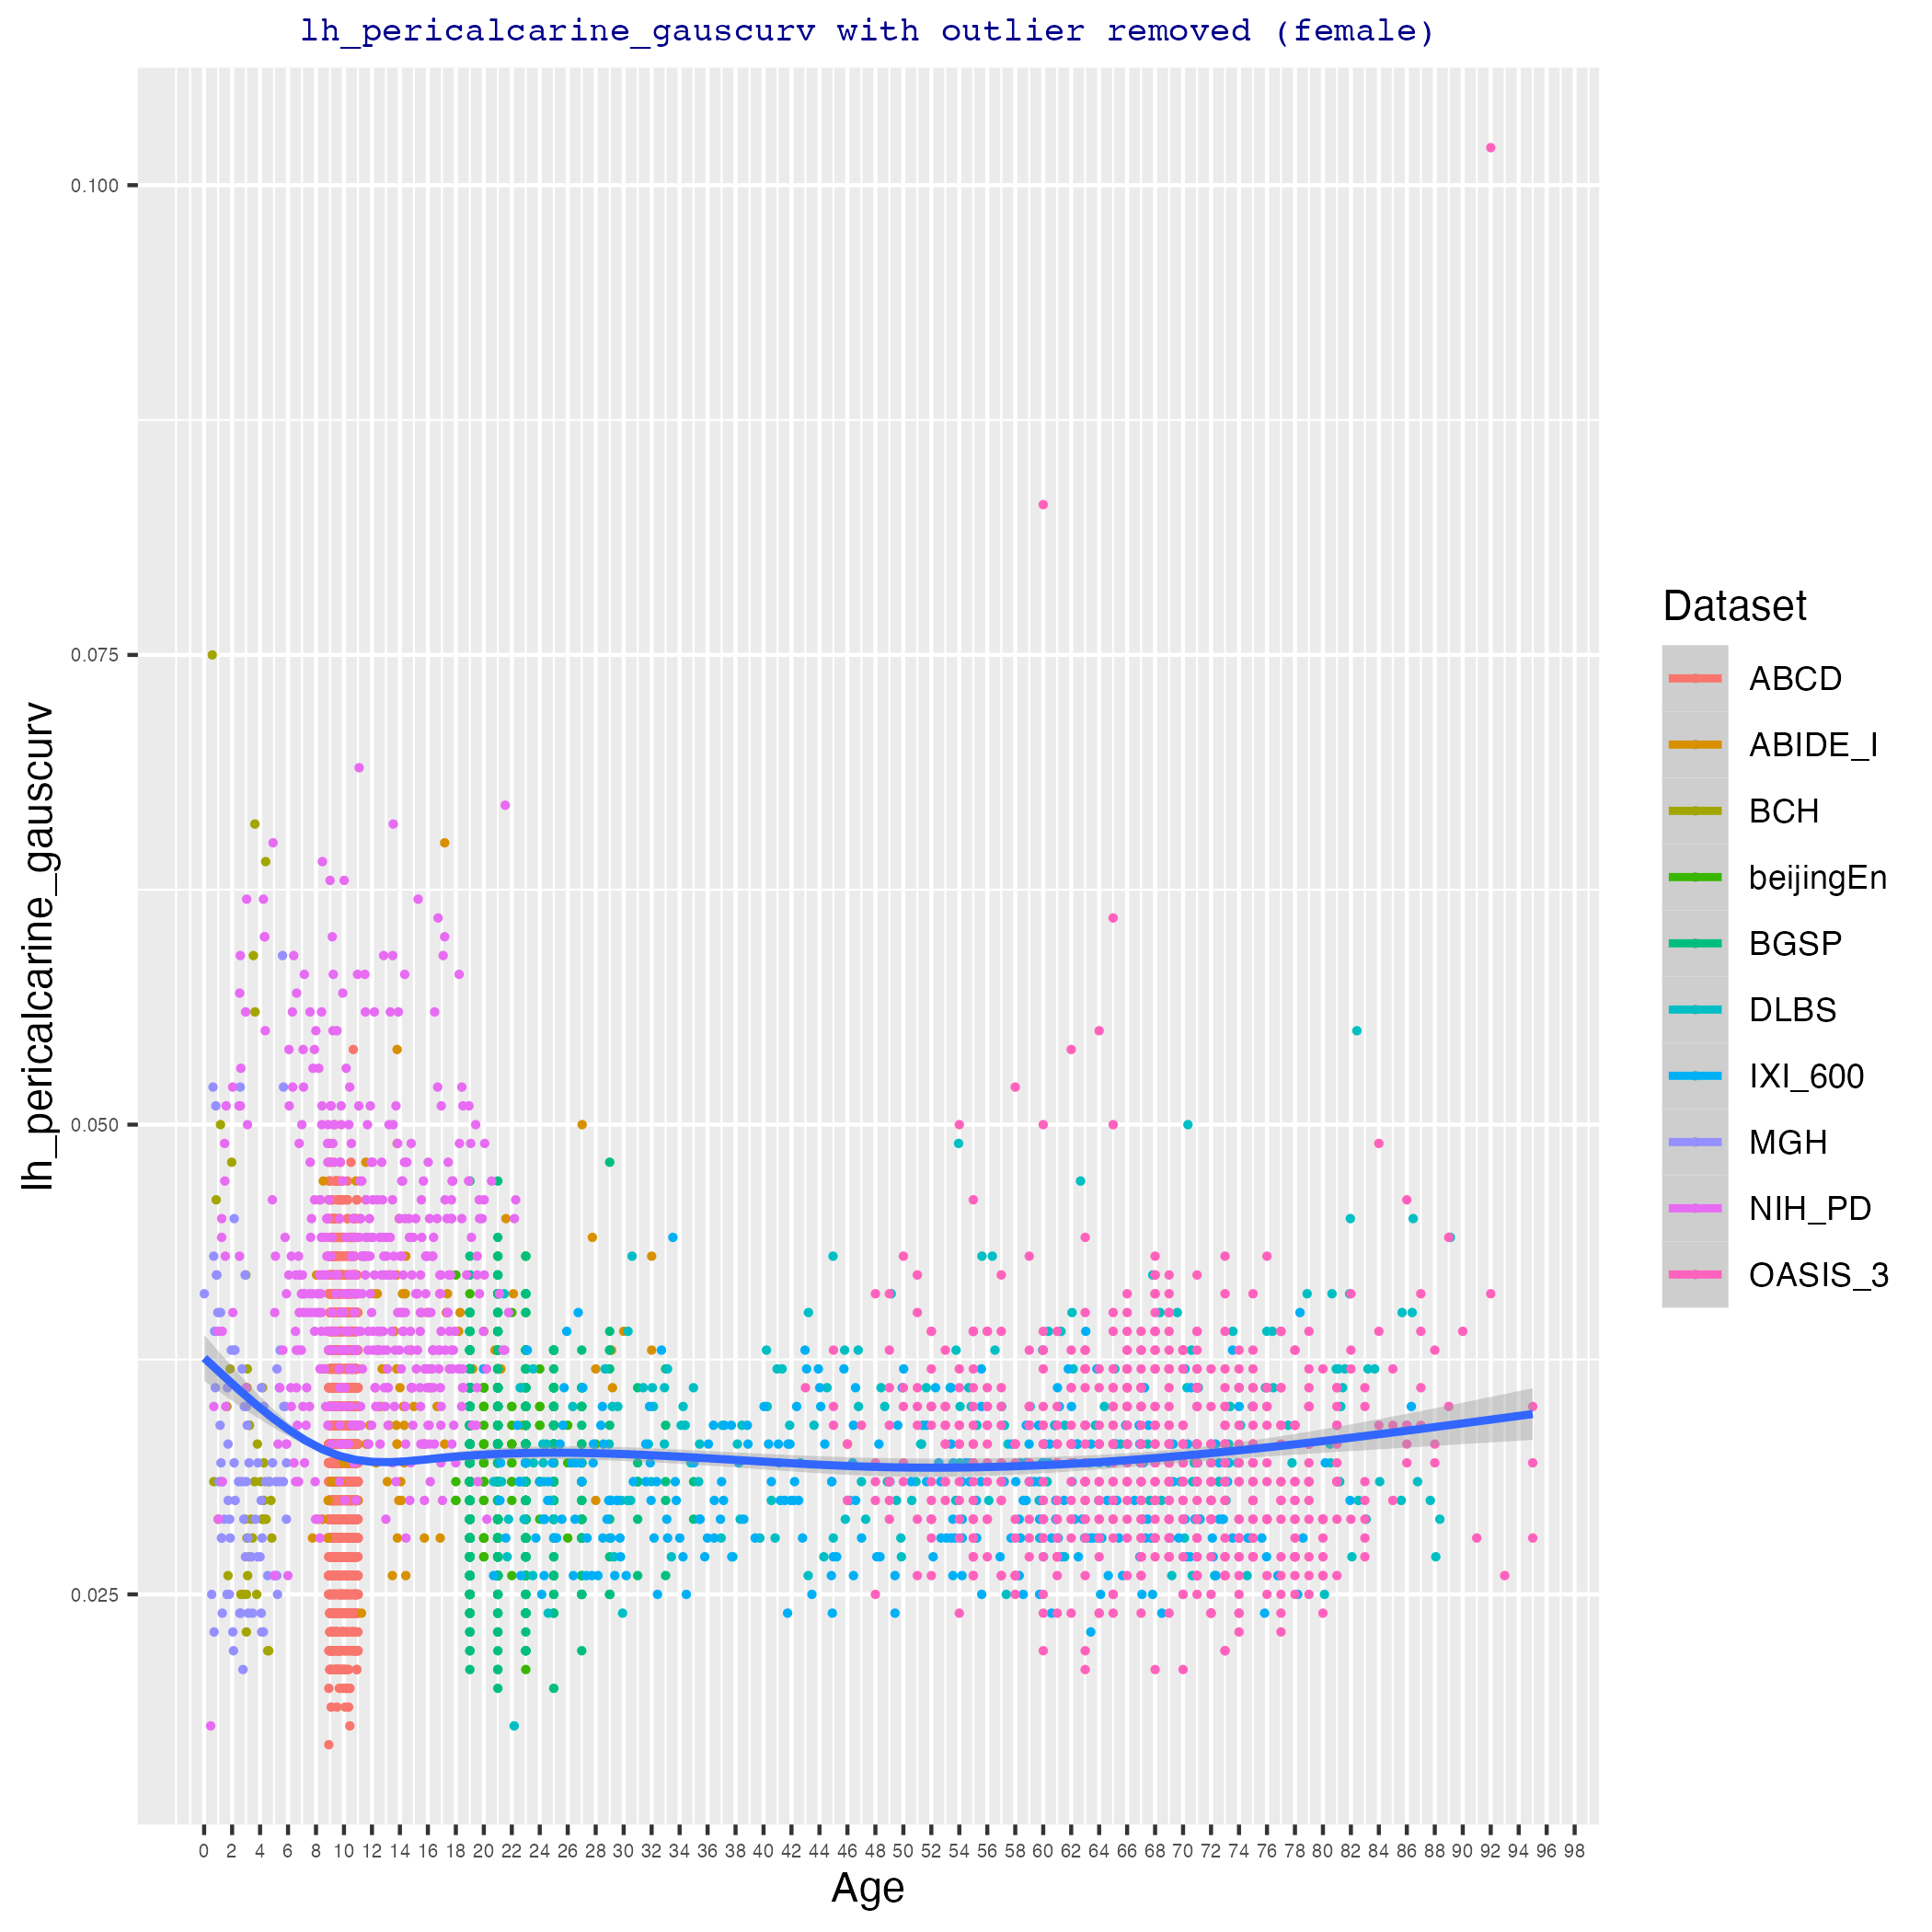 lh_pericalcarine_gauscurv with outlier removed (female)
0.100
0.075
0.050
0.025
lh_pericalcarine_gauscurv
0 2 4 6 8 10 12 14 16 18 20 22 24 26 28 30 32 34 36 38 40 42 44 46 48 50 52 54 56 58 60 62 64 66 68 70 72 74 76 78 80 82 84 86 88 90 92 94 96 98
Age
Dataset
ABCD
ABIDE_I
BCH
beijingEn
BGSP
DLBS
IXI_600
MGH
NIH_PD
OASIS_3